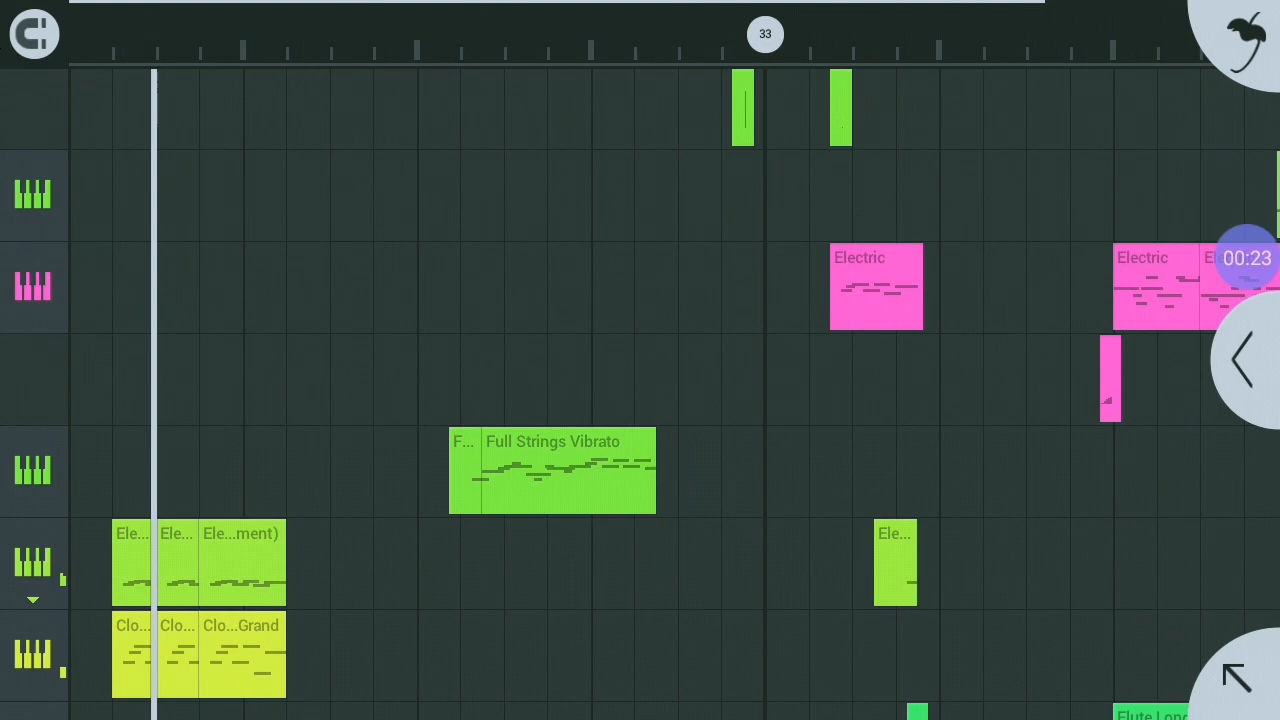 33
Electric
Electric
Ele
00:23
F...
Full Strings Vibrato
Ele...
Ele...
Ele...ment)
Ele...
Clo...
Clo...
Clo...Grand
Flute Long